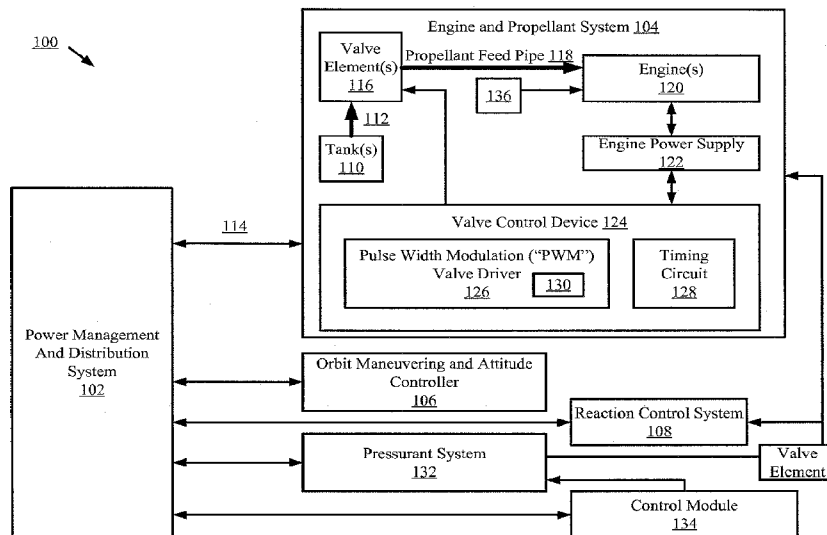 100
Engine and Propellant System 104
Valve
Element(s)
116
Propellant Feed Pipe 118
Engine(s)
120
136
112
Tank(s)
110
Engine Power Supply
122
114
Valve Control Device 124
Pulse Width Modulation (“PWM”)
Valve Driver
126
130
Timing
Circuit
128
Power Management
And Distribution
System
102
Orbit Maneuvering and Attitude
Controller
106
Reaction Control System
108
Pressurant System
132
Valve
Element
Control Module
134